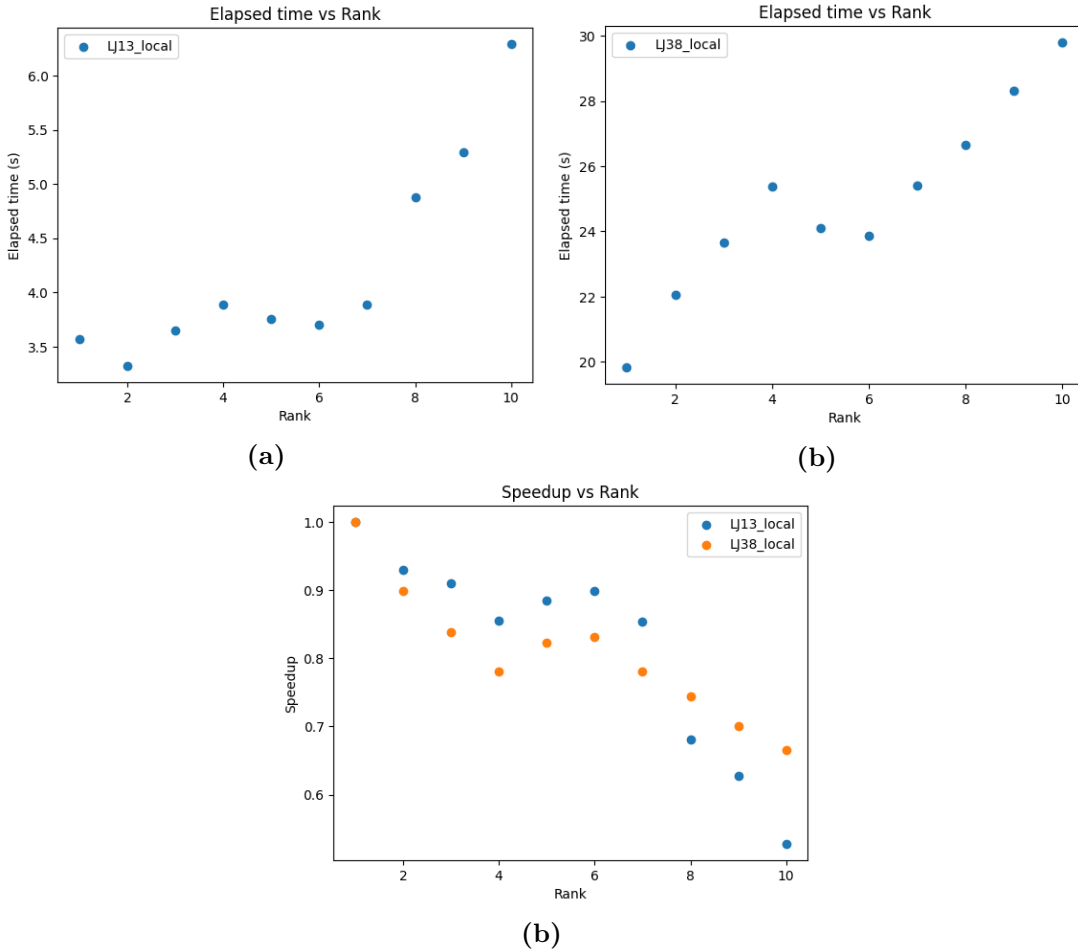 Elapsed time vs Rank
LJ13_local
6.0
5.5
5.0
4.5
4.0
3.5
Elapsed time (s)
2 4 6 8 10
Rank
(a)
Elapsed time vs Rank
LJ38_local
30
28
26
24
22
20
Elapsed time (s)
2 4 6 8 10
Rank
(b)
Speedup vs Rank
LJ13_local
LJ38_local
1.0
0.9
0.8
0.7
0.6
Speedup
2 4 6 8 10
Rank
(b)